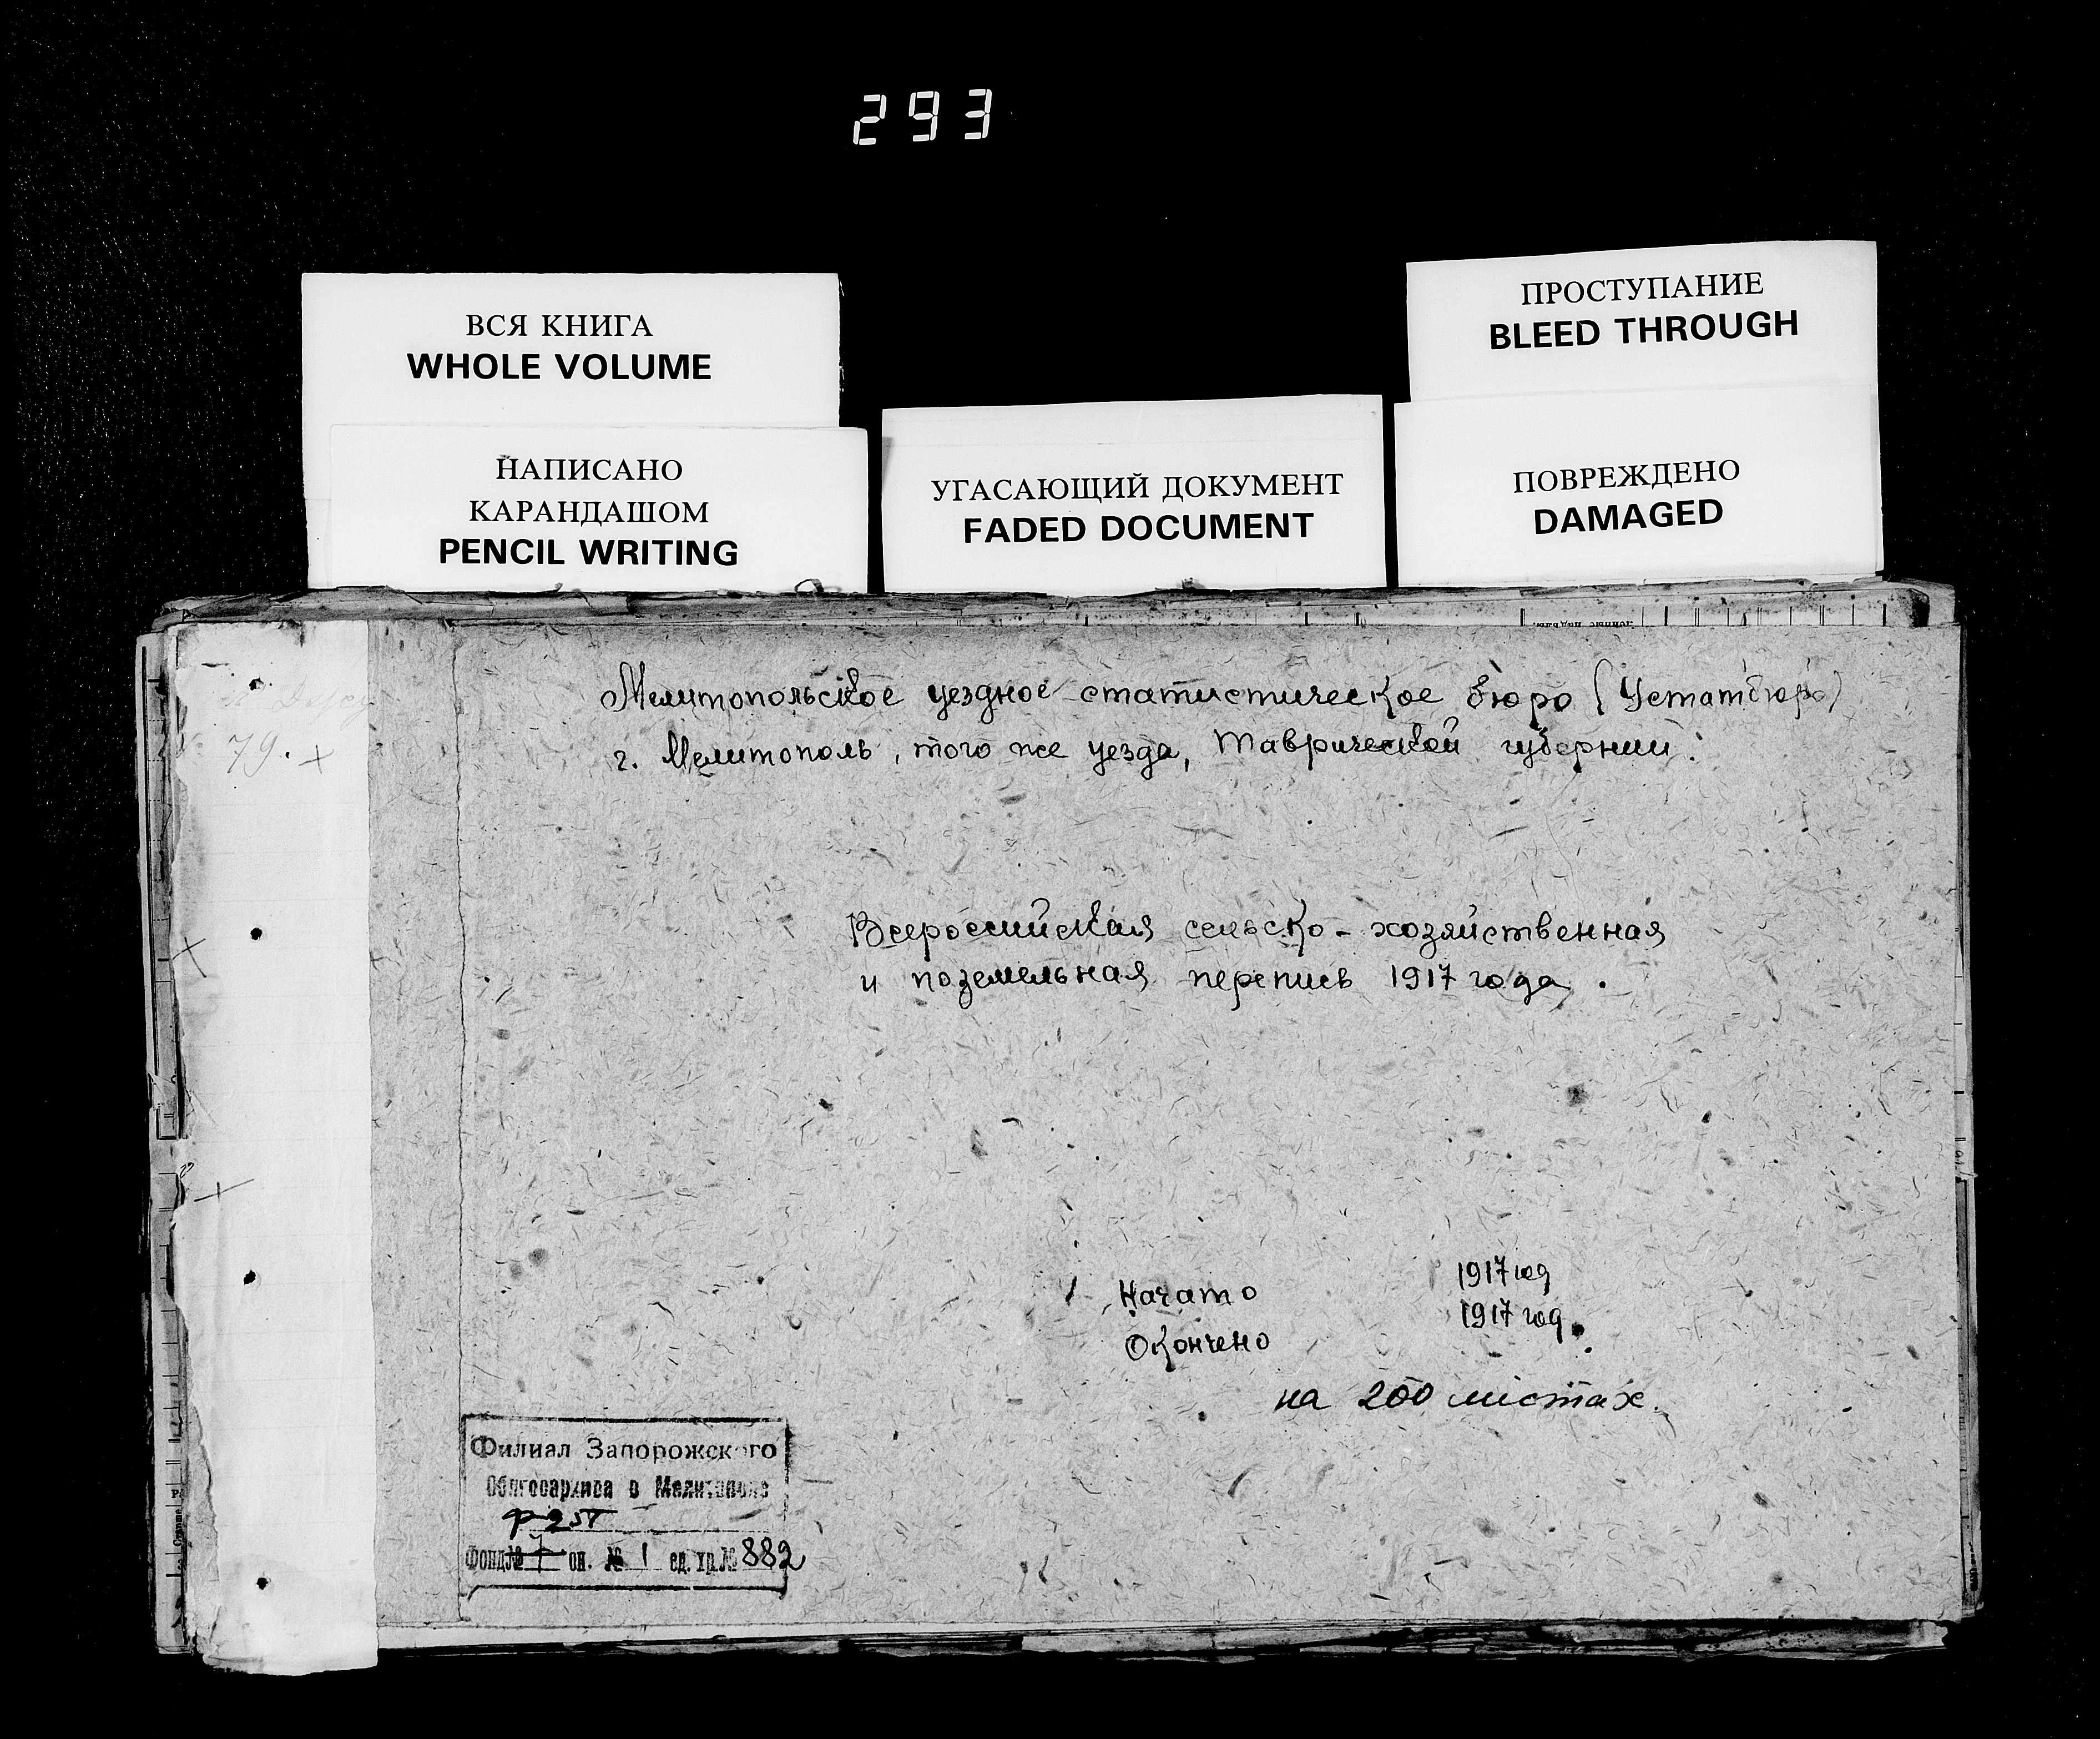 293
ВСЯ КНИГА
WHOLE VOLUME
НАПИСАНО
КАРАНДАШОМ
PENCIL WRITING
УГАСАЮЩИЙ ДОКУМЕНТ
FADED DOCUMENT
ПРОСТУПАНИЕ
BLEED THROUGH
ПОВРЕЖДЕНО
DAMAGED
79. +
Мелитопольское уездное статистическое бюро (Устатбюро)
г. Мелитополь, того же уезда, Таврической губернии.
Всероссийская сельско-хозяйственная
и поземельная перепись 1917 года.
Начато 1917 год
Окончено 1917 год.
на 200 листах.
Филиал Запорожского
Облгосархива в Мелитополе
Фонд № оп. № 1 ед. хр. № 882